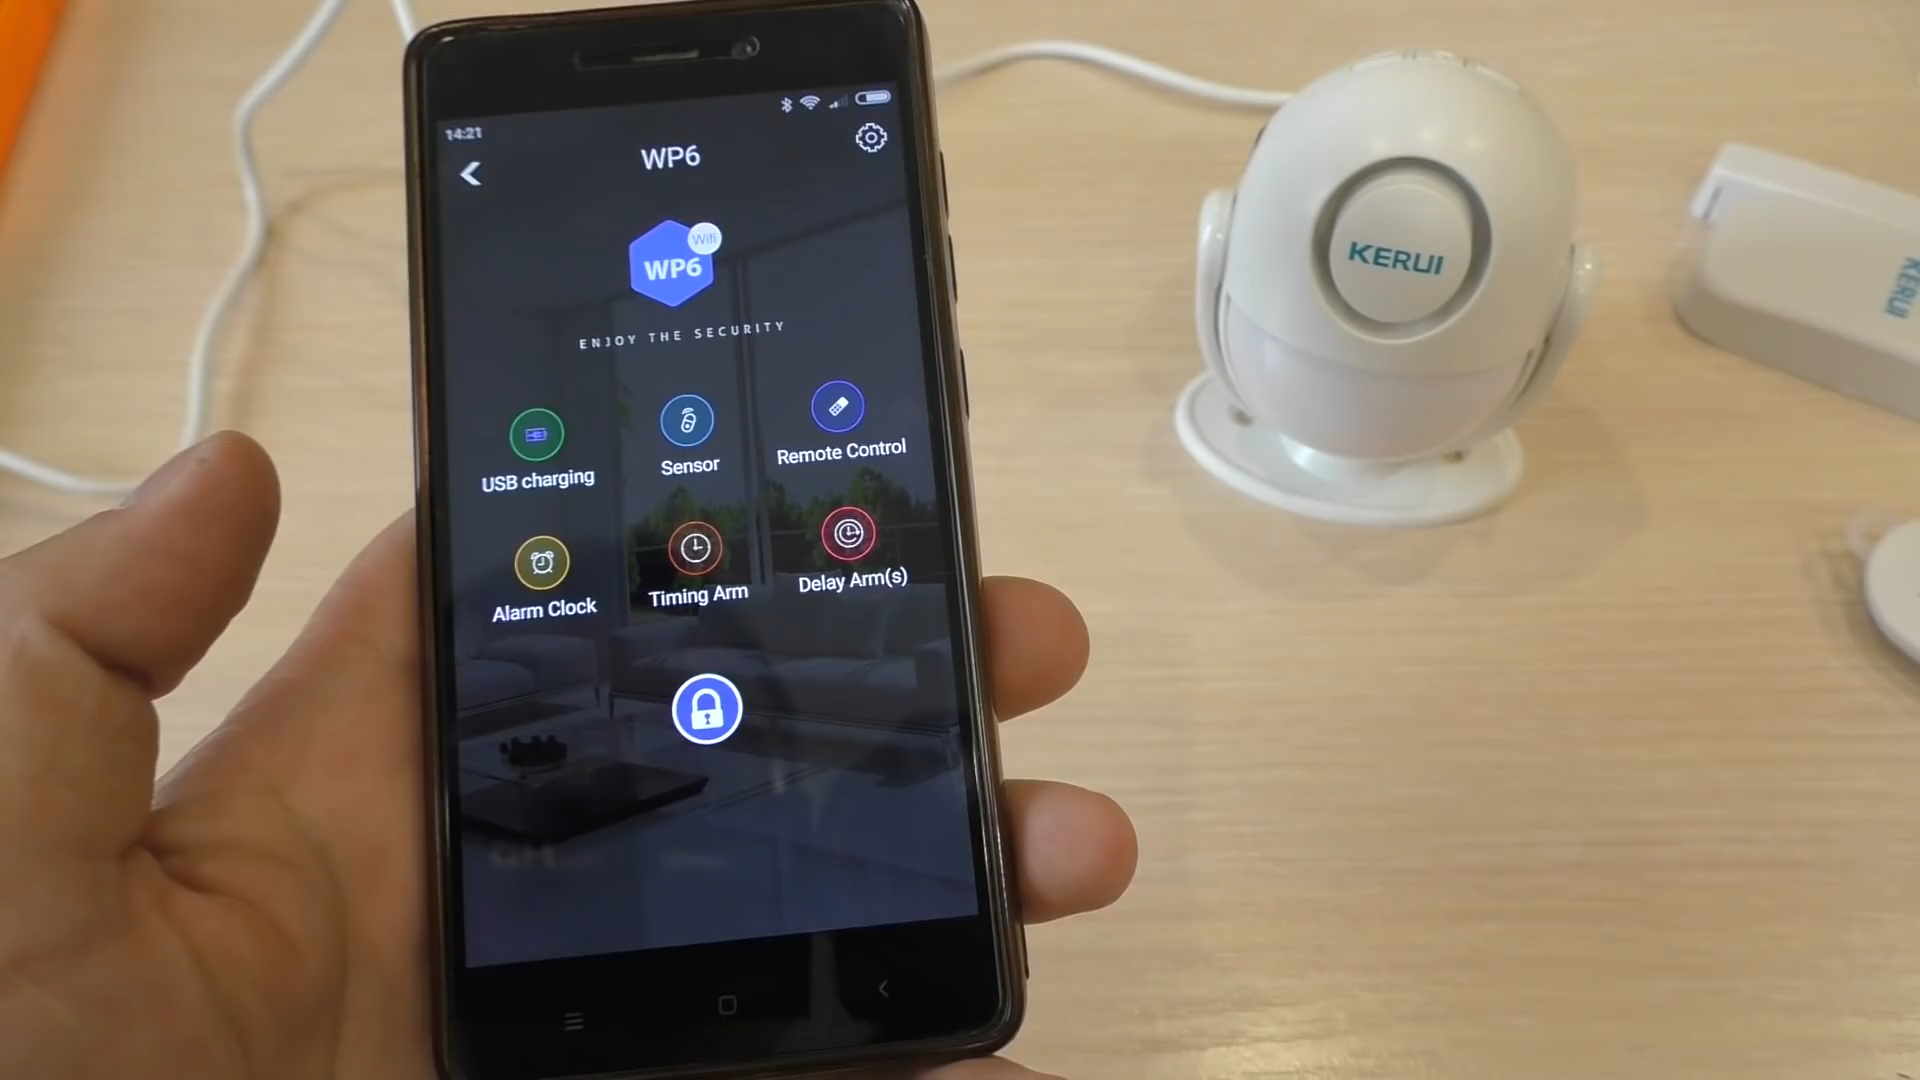 14:21
WP6
Wifi
WP6
ENJOY THE SECURITY
USB charging
Sensor
Remote Control
Alarm Clock
Timing Arm
Delay Arm(s)
KERUI
KERUI